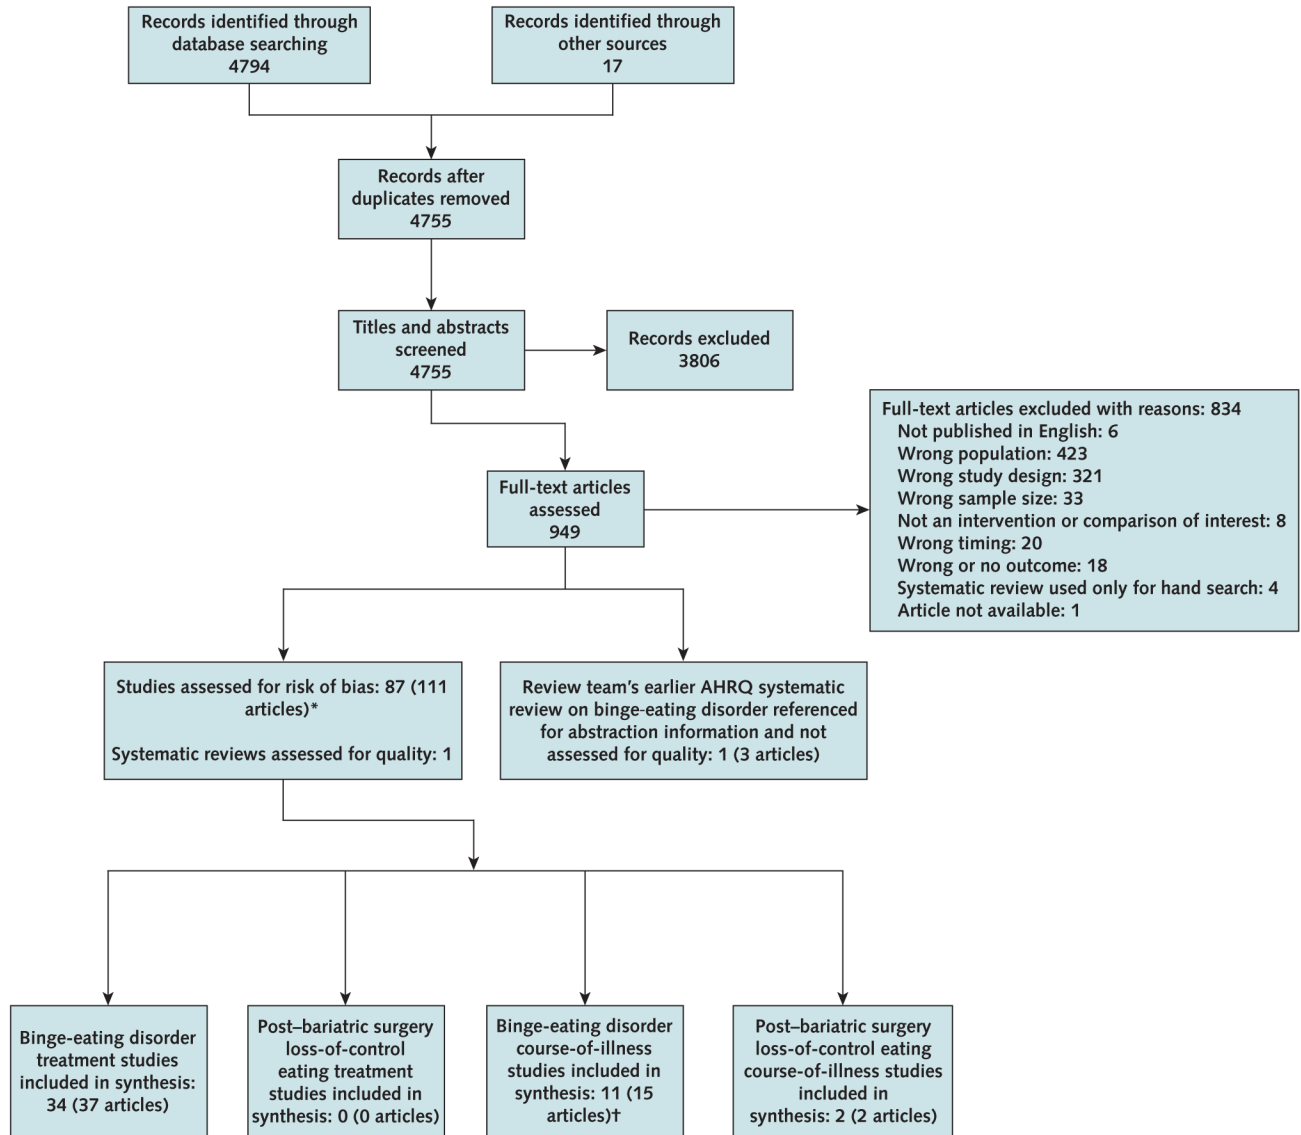 Records identified through
database searching
4794
Records identified through
other sources
17
Records after
duplicates removed
4755
Titles and abstracts
screened
4755
Records excluded
3806
Full-text articles excluded with reasons: 834
Not published in English: 6
Wrong population: 423
Wrong study design: 321
Wrong sample size: 33
Not an intervention or comparison of interest: 8
Wrong timing: 20
Wrong or no outcome: 18
Systematic review used only for hand search: 4
Article not available: 1
Full-text articles
assessed
949
Studies assessed for risk of bias: 87 (111
articles)*
Systematic reviews assessed for quality: 1
Review team's earlier AHRQ systematic
review on binge-eating disorder referenced
for abstraction information and not
assessed for quality: 1 (3 articles)
Binge-eating disorder
treatment studies
included in synthesis:
34 (37 articles)
Post–bariatric surgery
loss-of-control
eating treatment
studies included in
synthesis: 0 (0 articles)
Binge-eating disorder
course-of-illness
studies included in
synthesis: 11 (15
articles)†
Post–bariatric surgery
loss-of-control eating
course-of-illness studies
included in
synthesis: 2 (2 articles)